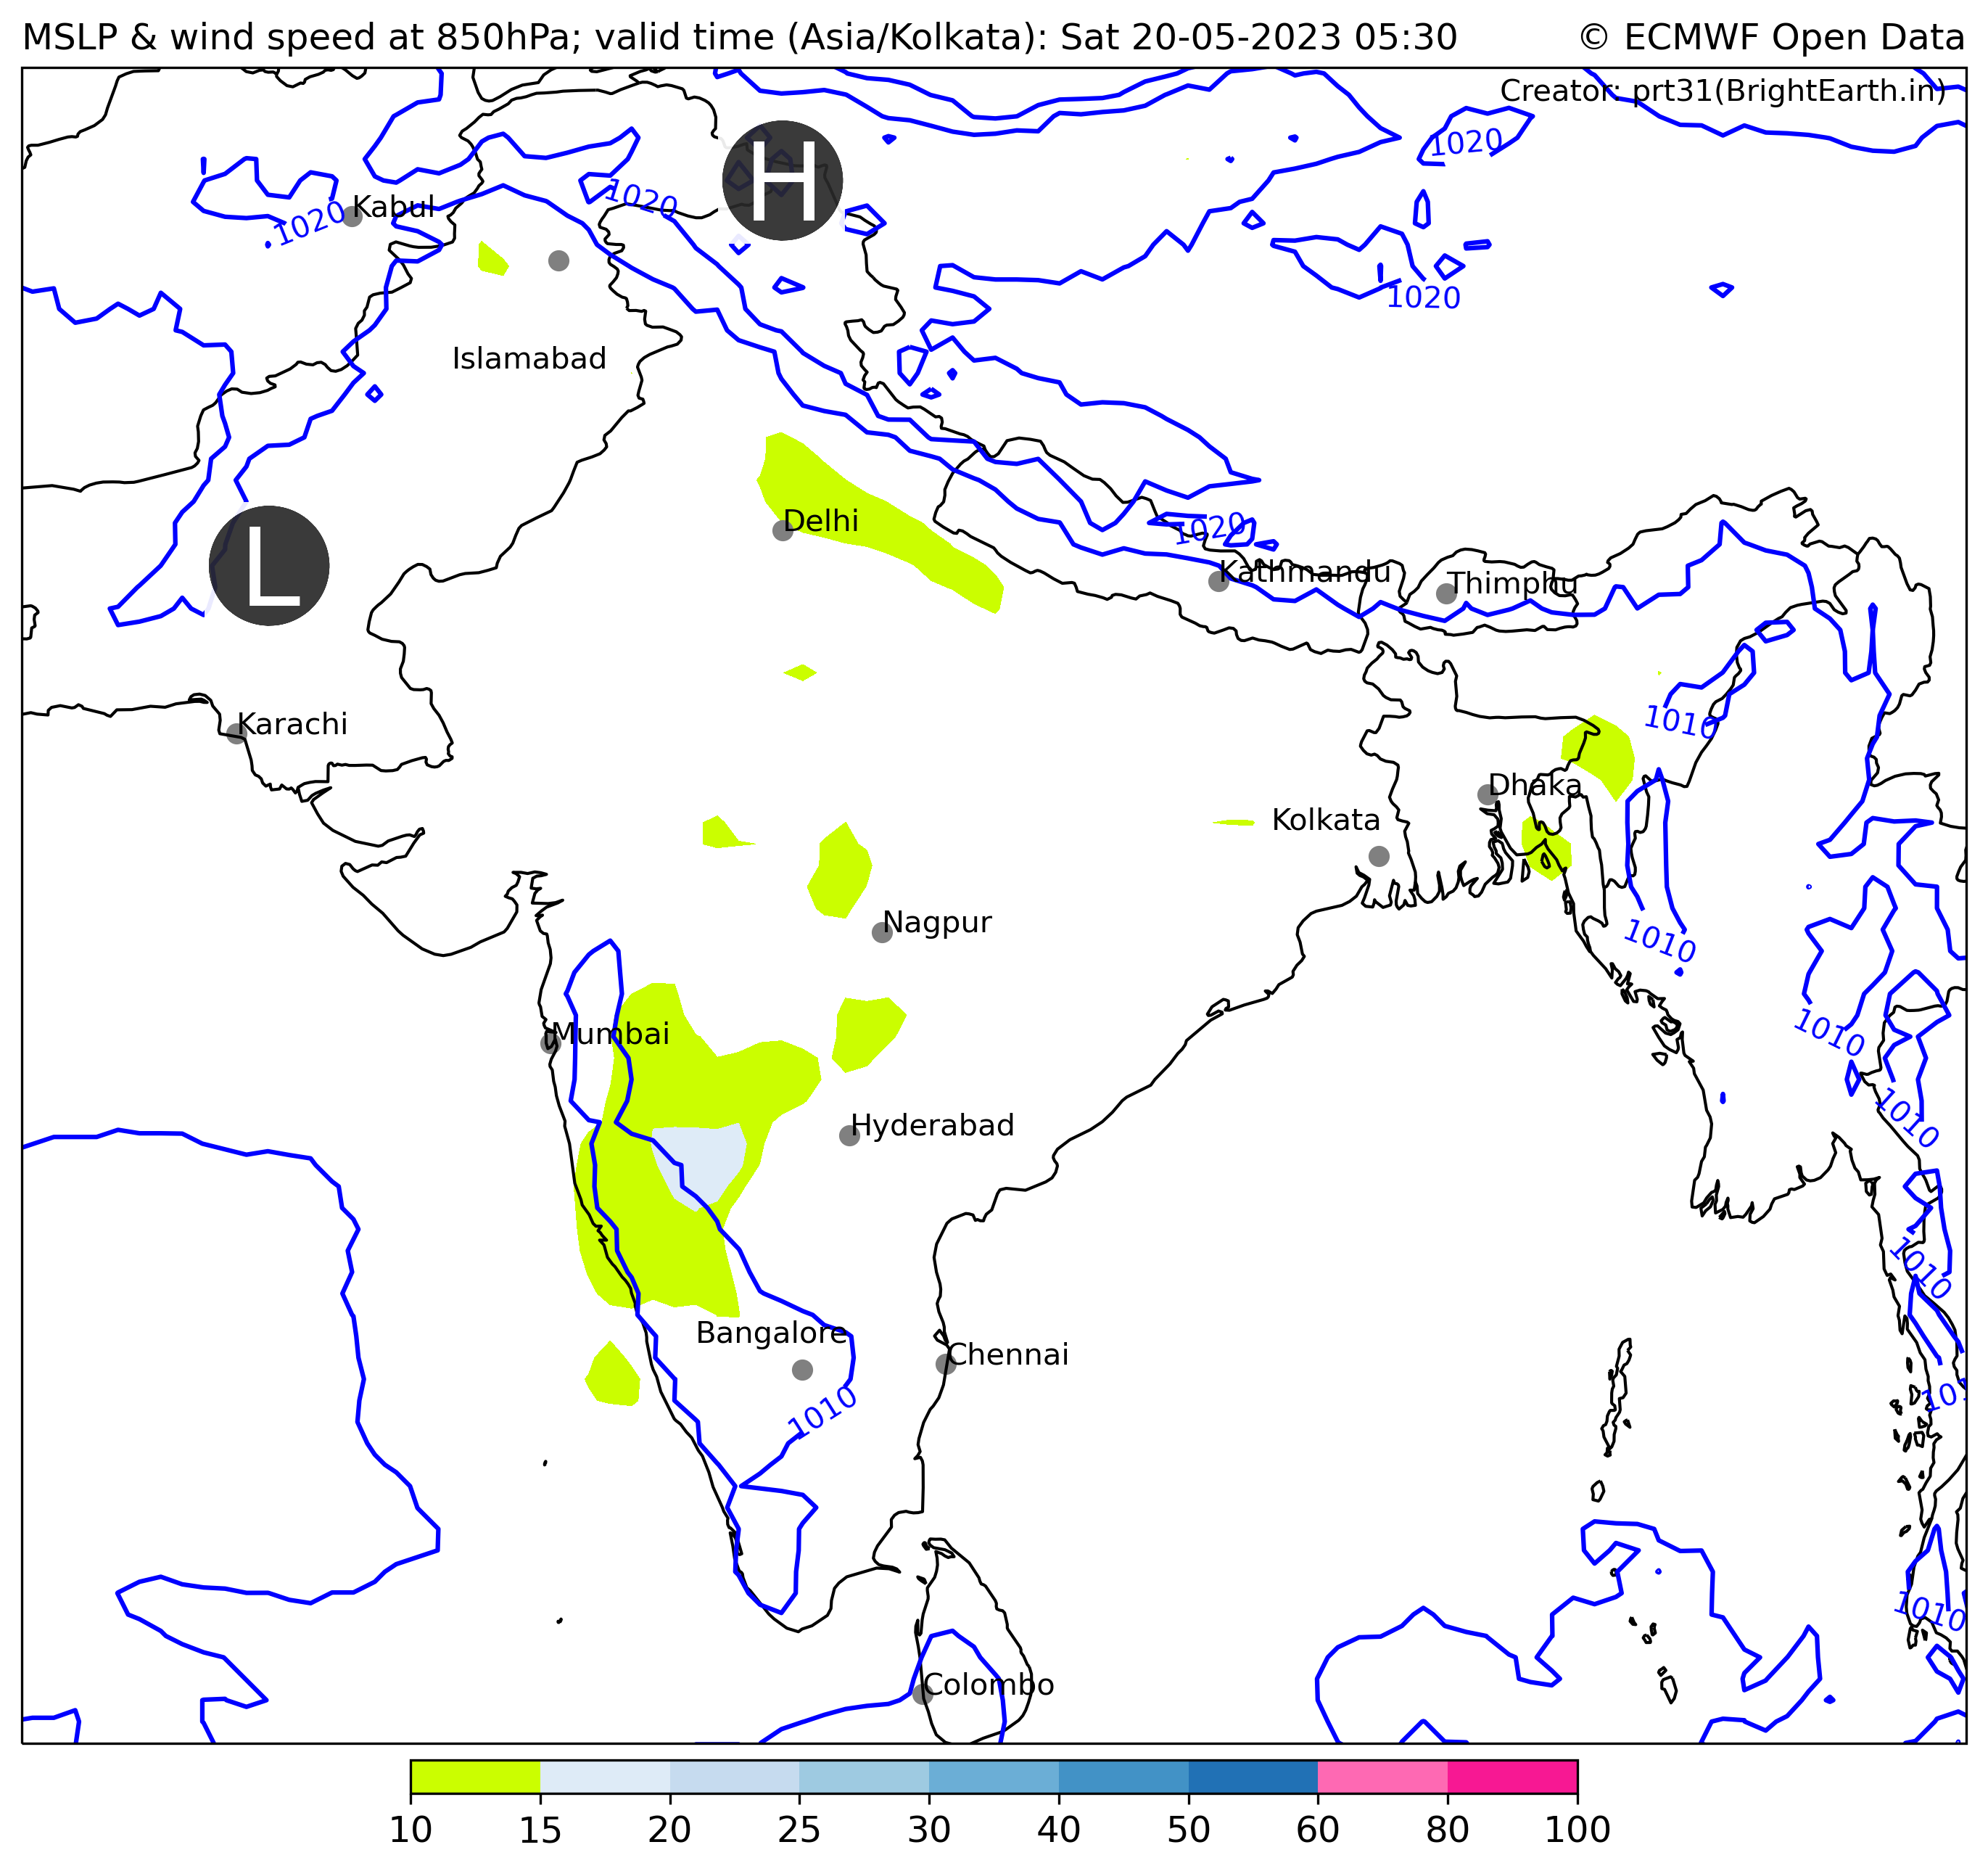 MSLP & wind speed at 850hPa; valid time (Asia/Kolkata): Sat 20-05-2023 05:30
© ECMWF Open Data
Creator: prt31(BrightEarth.in)
1020
H
1020
1020
Kabul
1020
Islamabad
Delhi
1020
L
Kathmandu
Thimphu
Karachi
1010
Dhaka
Kolkata
Nagpur
1010
Mumbai
1010
Hyderabad
1010
1010
Bangalore
Chennai
1010
101
1010
Colombo
10 15 20 25 30 40 50 60 80 100